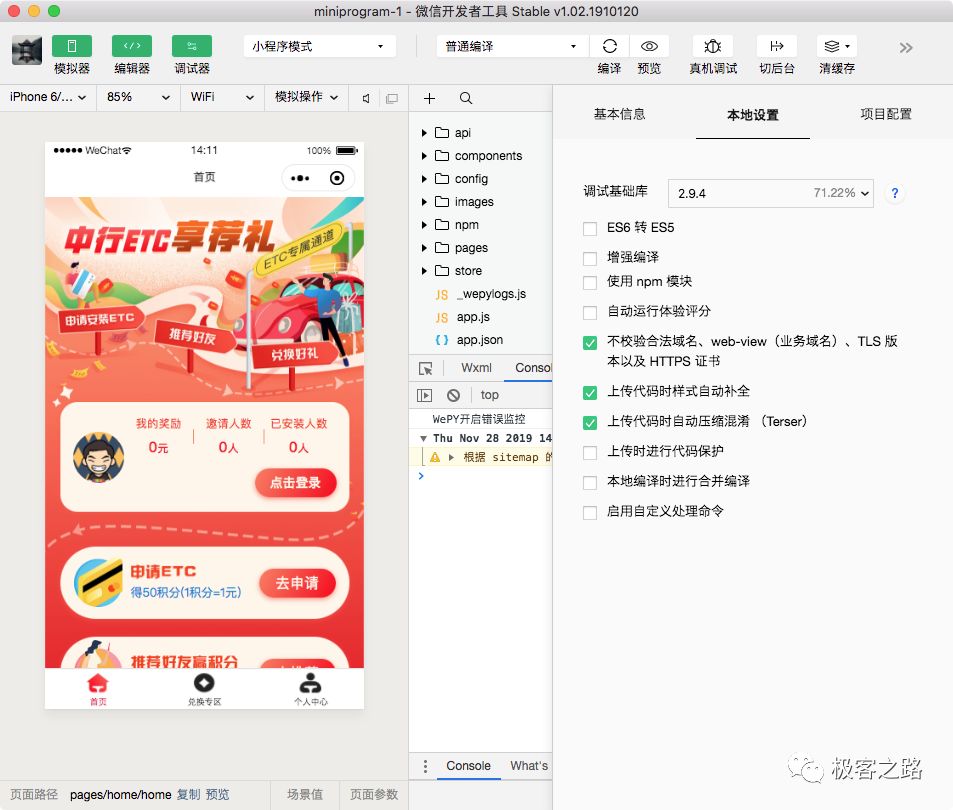 miniprogram-1 - 微信开发者工具 Stable v1.02.1910120
模拟器 编辑器 调试器
小程序模式
普通编译
编译 预览 真机调试 切后台 清缓存
iPhone 6/... 85% WiFi 模拟操作
基本信息 本地设置 项目配置
WeChat 14:11 100%
首页
中行ETC享荐礼
ETC专属通道
申请安装ETC
推荐好友
兑换好礼
我的奖励 邀请人数 已安装人数
0元 0人 0人
点击登录
申请ETC
得50积分(1积分=1元)
去申请
推荐好友赢积分
首页 兑换专区 个人中心
api
components
config
images
npm
pages
store
JS _wepylogs.js
JS app.js
{ } app.json
Wxml Consol
top
WePY开启错误监控
Thu Nov 28 2019 14
根据 sitemap 的
Console What's
调试基础库 2.9.4 71.22% ?
ES6 转 ES5
增强编译
使用 npm 模块
自动运行体验评分
不校验合法域名、web-view（业务域名）、TLS 版
本以及 HTTPS 证书
上传代码时样式自动补全
上传代码时自动压缩混淆 （Terser）
上传时进行代码保护
本地编译时进行合并编译
启用自定义处理命令
极客之路
页面路径 pages/home/home 复制 预览 场景值 页面参数